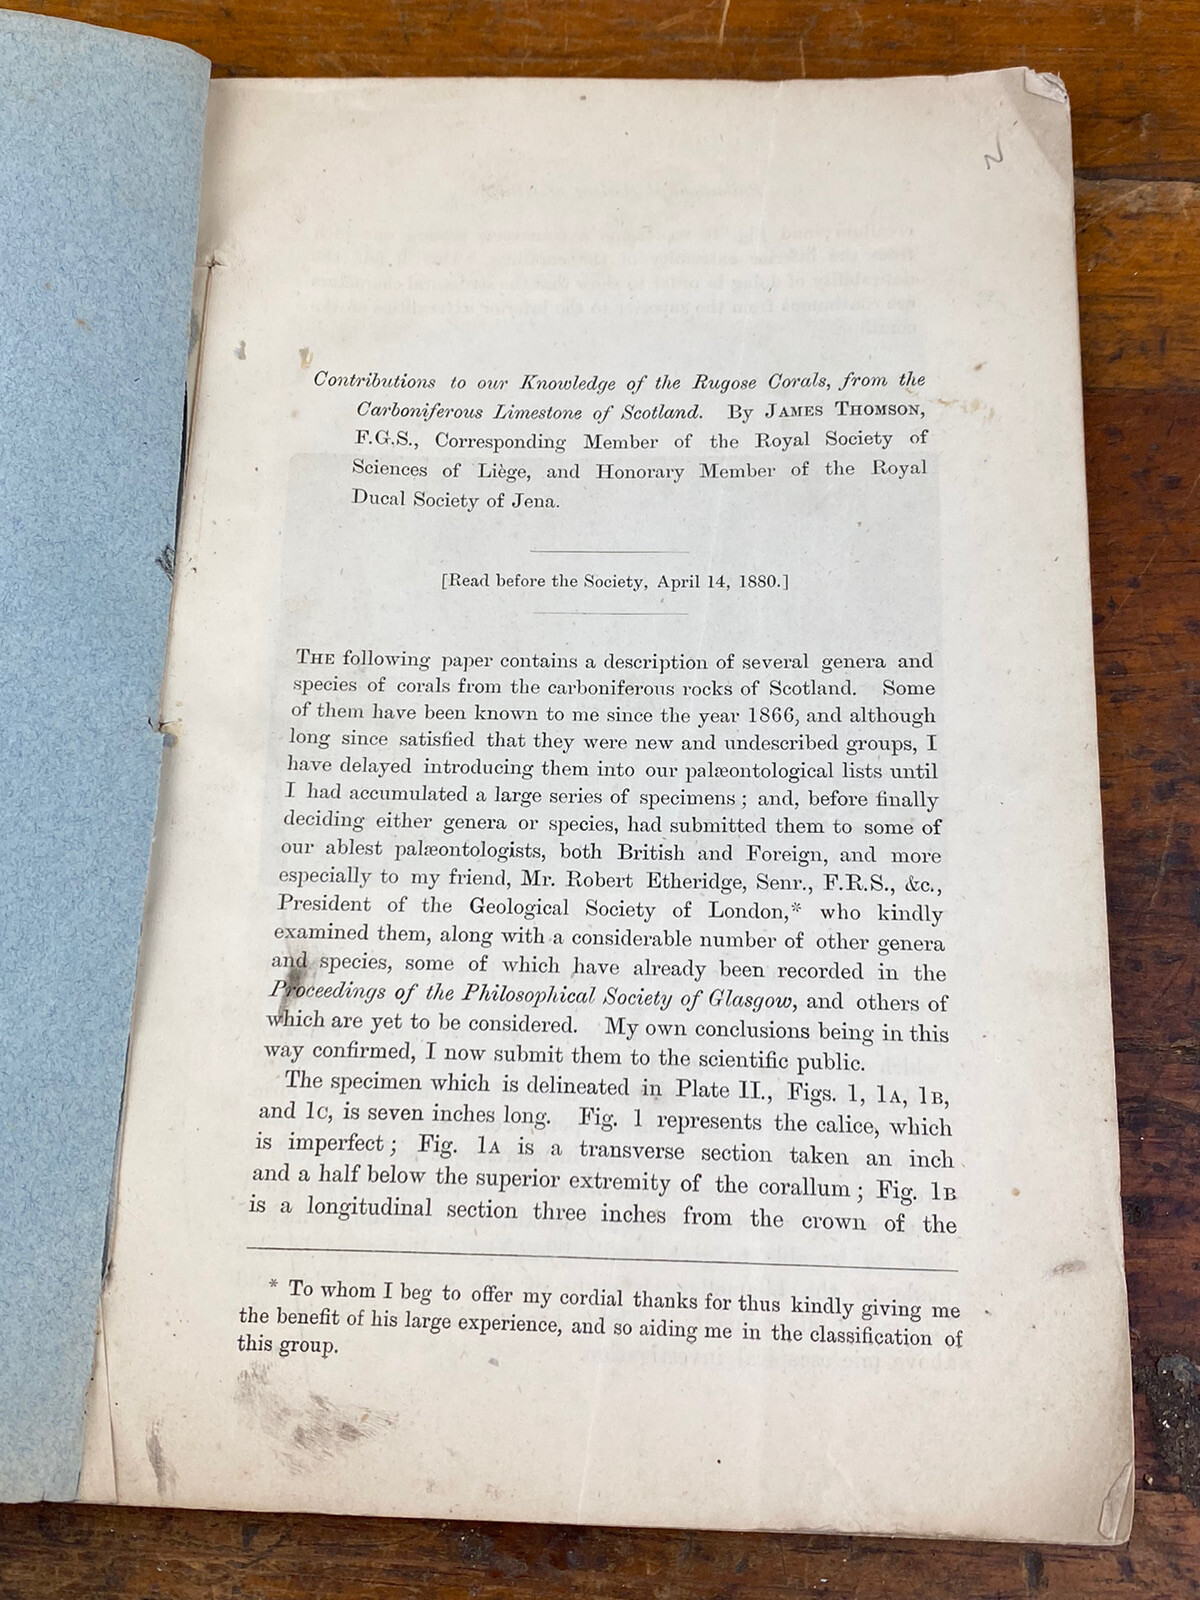 Contributions to our Knowledge of the Rugose Corals, from the
Carboniferous Limestone of Scotland. By JAMES THOMSON,
F.G.S., Corresponding Member of the Royal Society of
Sciences of Liège, and Honorary Member of the Royal
Ducal Society of Jena.
[Read before the Society, April 14, 1880.]
THE following paper contains a description of several genera and
species of corals from the carboniferous rocks of Scotland. Some
of them have been known to me since the year 1866, and although
long since satisfied that they were new and undescribed groups, I
have delayed introducing them into our palæontological lists until
I had accumulated a large series of specimens; and, before finally
deciding either genera or species, had submitted them to some of
our ablest palæontologists, both British and Foreign, and more
especially to my friend, Mr. Robert Etheridge, Senr., F.R.S., &c.,
President of the Geological Society of London,* who kindly
examined them, along with a considerable number of other genera
and species, some of which have already been recorded in the
Proceedings of the Philosophical Society of Glasgow, and others of
which are yet to be considered. My own conclusions being in this
way confirmed, I now submit them to the scientific public.
The specimen which is delineated in Plate II., Figs. 1, 1A, 1B,
and 1C, is seven inches long. Fig. 1 represents the calice, which
is imperfect; Fig. 1A is a transverse section taken an inch
and a half below the superior extremity of the corallum; Fig. 1B
is a longitudinal section three inches from the crown of the
* To whom I beg to offer my cordial thanks for thus kindly giving me
the benefit of his large experience, and so aiding me in the classification of
this group.